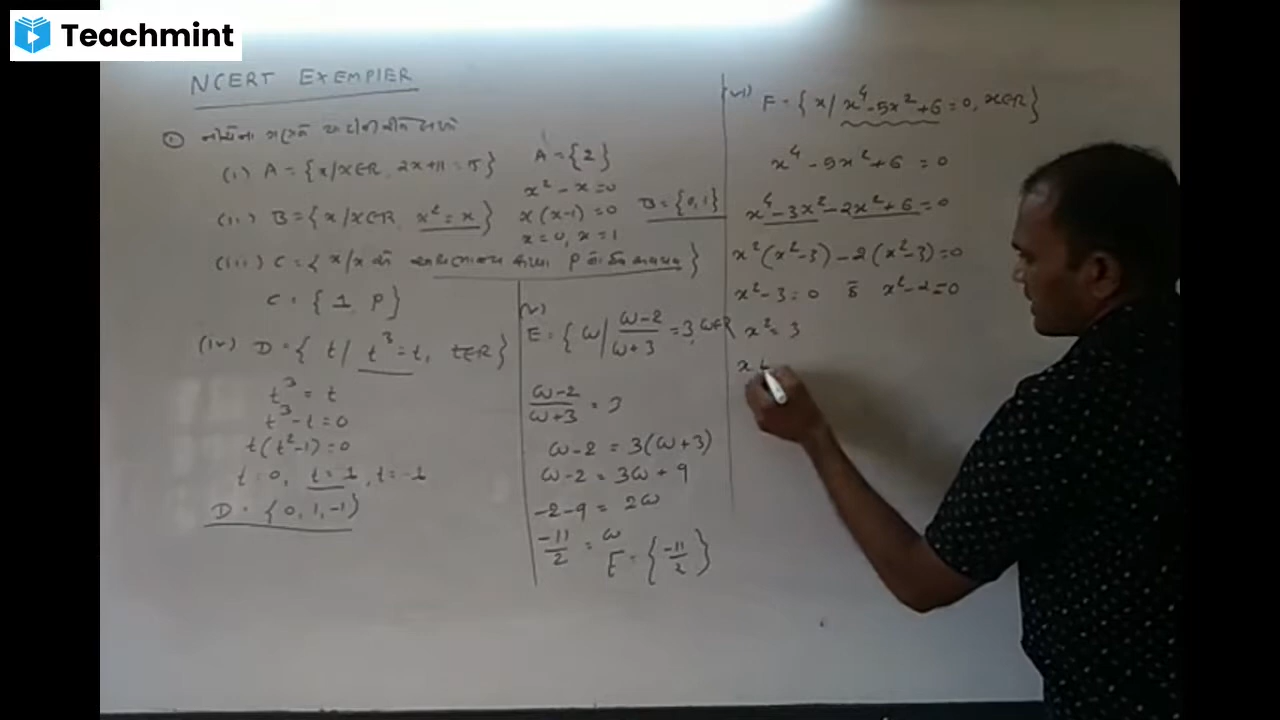 Teachmint
NCERT EXEMPlER
(i) A = { x/x∈R, 2x+11 = 15}
A = {2}
(ii) B = { x/x∈R, x² = x }
x² - x = 0
x(x-1) = 0
x = 0, x = 1
B = {0, 1}
(iii) C = { x/x
C = { 1, P }
(iv) D = { t / t³ = t, t∈R }
t³ = t
t³ - t = 0
t(t²-1) = 0
t = 0, t = 1, t = -1
D = { 0, 1, -1 }
(v)
E = { ω / ω-2/ω+3 = 3, ω∈R
ω-2/ω+3 = 3
ω-2 = 3(ω+3)
ω-2 = 3ω + 9
-2-9 = 2ω
-11/2 = ω
E = { -11/2 }
(vi) F = { x / x⁴-5x²+6 = 0, x∈R }
x⁴ - 5x² + 6 = 0
x⁴ - 3x² - 2x² + 6 = 0
x²(x²-3) - 2(x²-3) = 0
x² - 3 = 0 x² - 2 = 0
x² = 3
x